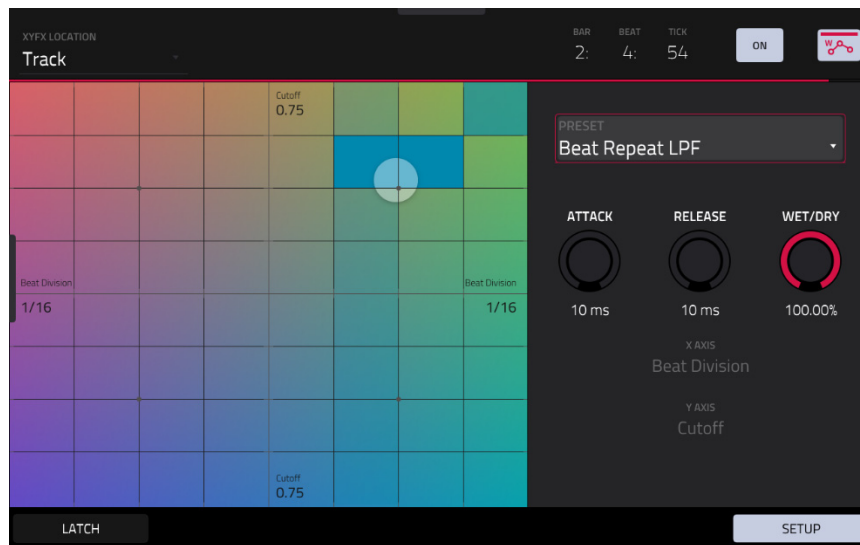 XYFX LOCATION
Track
BAR BEAT TICK
2: 4: 54
ON
W
Cutoff
0.75
Beat Division
1/16
Beat Division
1/16
Cutoff
0.75
PRESET
Beat Repeat LPF
ATTACK RELEASE WET/DRY
10 ms 10 ms 100.00%
X AXIS
Beat Division
Y AXIS
Cutoff
LATCH
SETUP